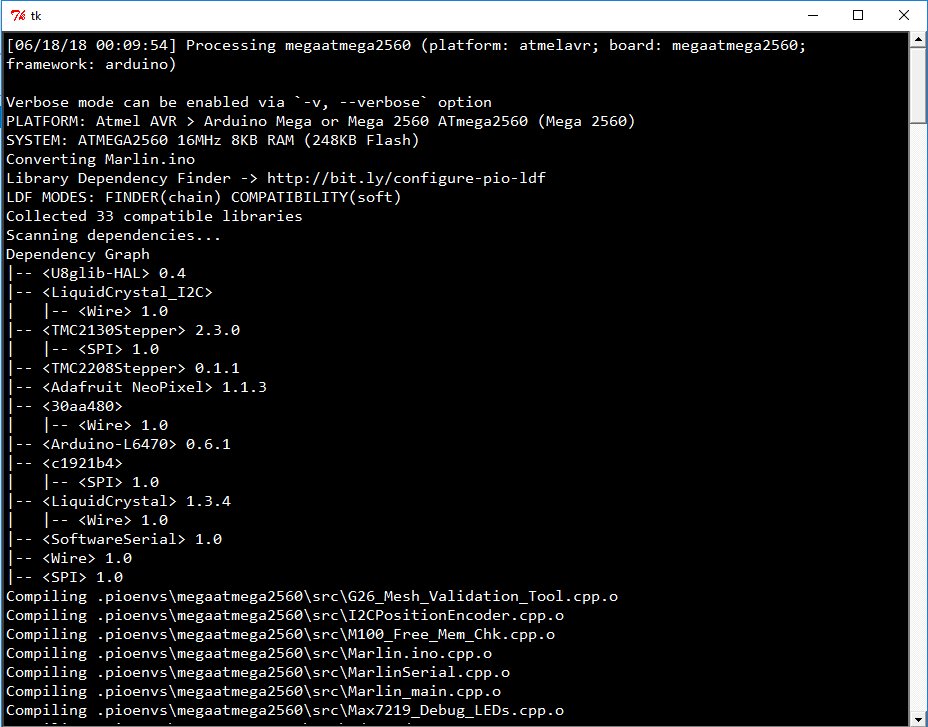 tk
[06/18/18 00:09:54] Processing megaatmega2560 (platform: atmelavr; board: megaatmega2560;
framework: arduino)
Verbose mode can be enabled via `-v, --verbose` option
PLATFORM: Atmel AVR > Arduino Mega or Mega 2560 ATmega2560 (Mega 2560)
SYSTEM: ATMEGA2560 16MHz 8KB RAM (248KB Flash)
Converting Marlin.ino
Library Dependency Finder -> http://bit.ly/configure-pio-ldf
LDF MODES: FINDER(chain) COMPATIBILITY(soft)
Collected 33 compatible libraries
Scanning dependencies...
Dependency Graph
|-- <U8glib-HAL> 0.4
|-- <LiquidCrystal_I2C>
|   |-- <Wire> 1.0
|-- <TMC2130Stepper> 2.3.0
|   |-- <SPI> 1.0
|-- <TMC2208Stepper> 0.1.1
|-- <Adafruit NeoPixel> 1.1.3
|-- <30aa480>
|   |-- <Wire> 1.0
|-- <Arduino-L6470> 0.6.1
|-- <c1921b4>
|   |-- <SPI> 1.0
|-- <LiquidCrystal> 1.3.4
|   |-- <Wire> 1.0
|-- <SoftwareSerial> 1.0
|-- <Wire> 1.0
|-- <SPI> 1.0
Compiling .pioenvs\megaatmega2560\src\G26_Mesh_Validation_Tool.cpp.o
Compiling .pioenvs\megaatmega2560\src\I2CPositionEncoder.cpp.o
Compiling .pioenvs\megaatmega2560\src\M100_Free_Mem_Chk.cpp.o
Compiling .pioenvs\megaatmega2560\src\Marlin.ino.cpp.o
Compiling .pioenvs\megaatmega2560\src\MarlinSerial.cpp.o
Compiling .pioenvs\megaatmega2560\src\Marlin_main.cpp.o
Compiling .pioenvs\megaatmega2560\src\Max7219_Debug_LEDs.cpp.o